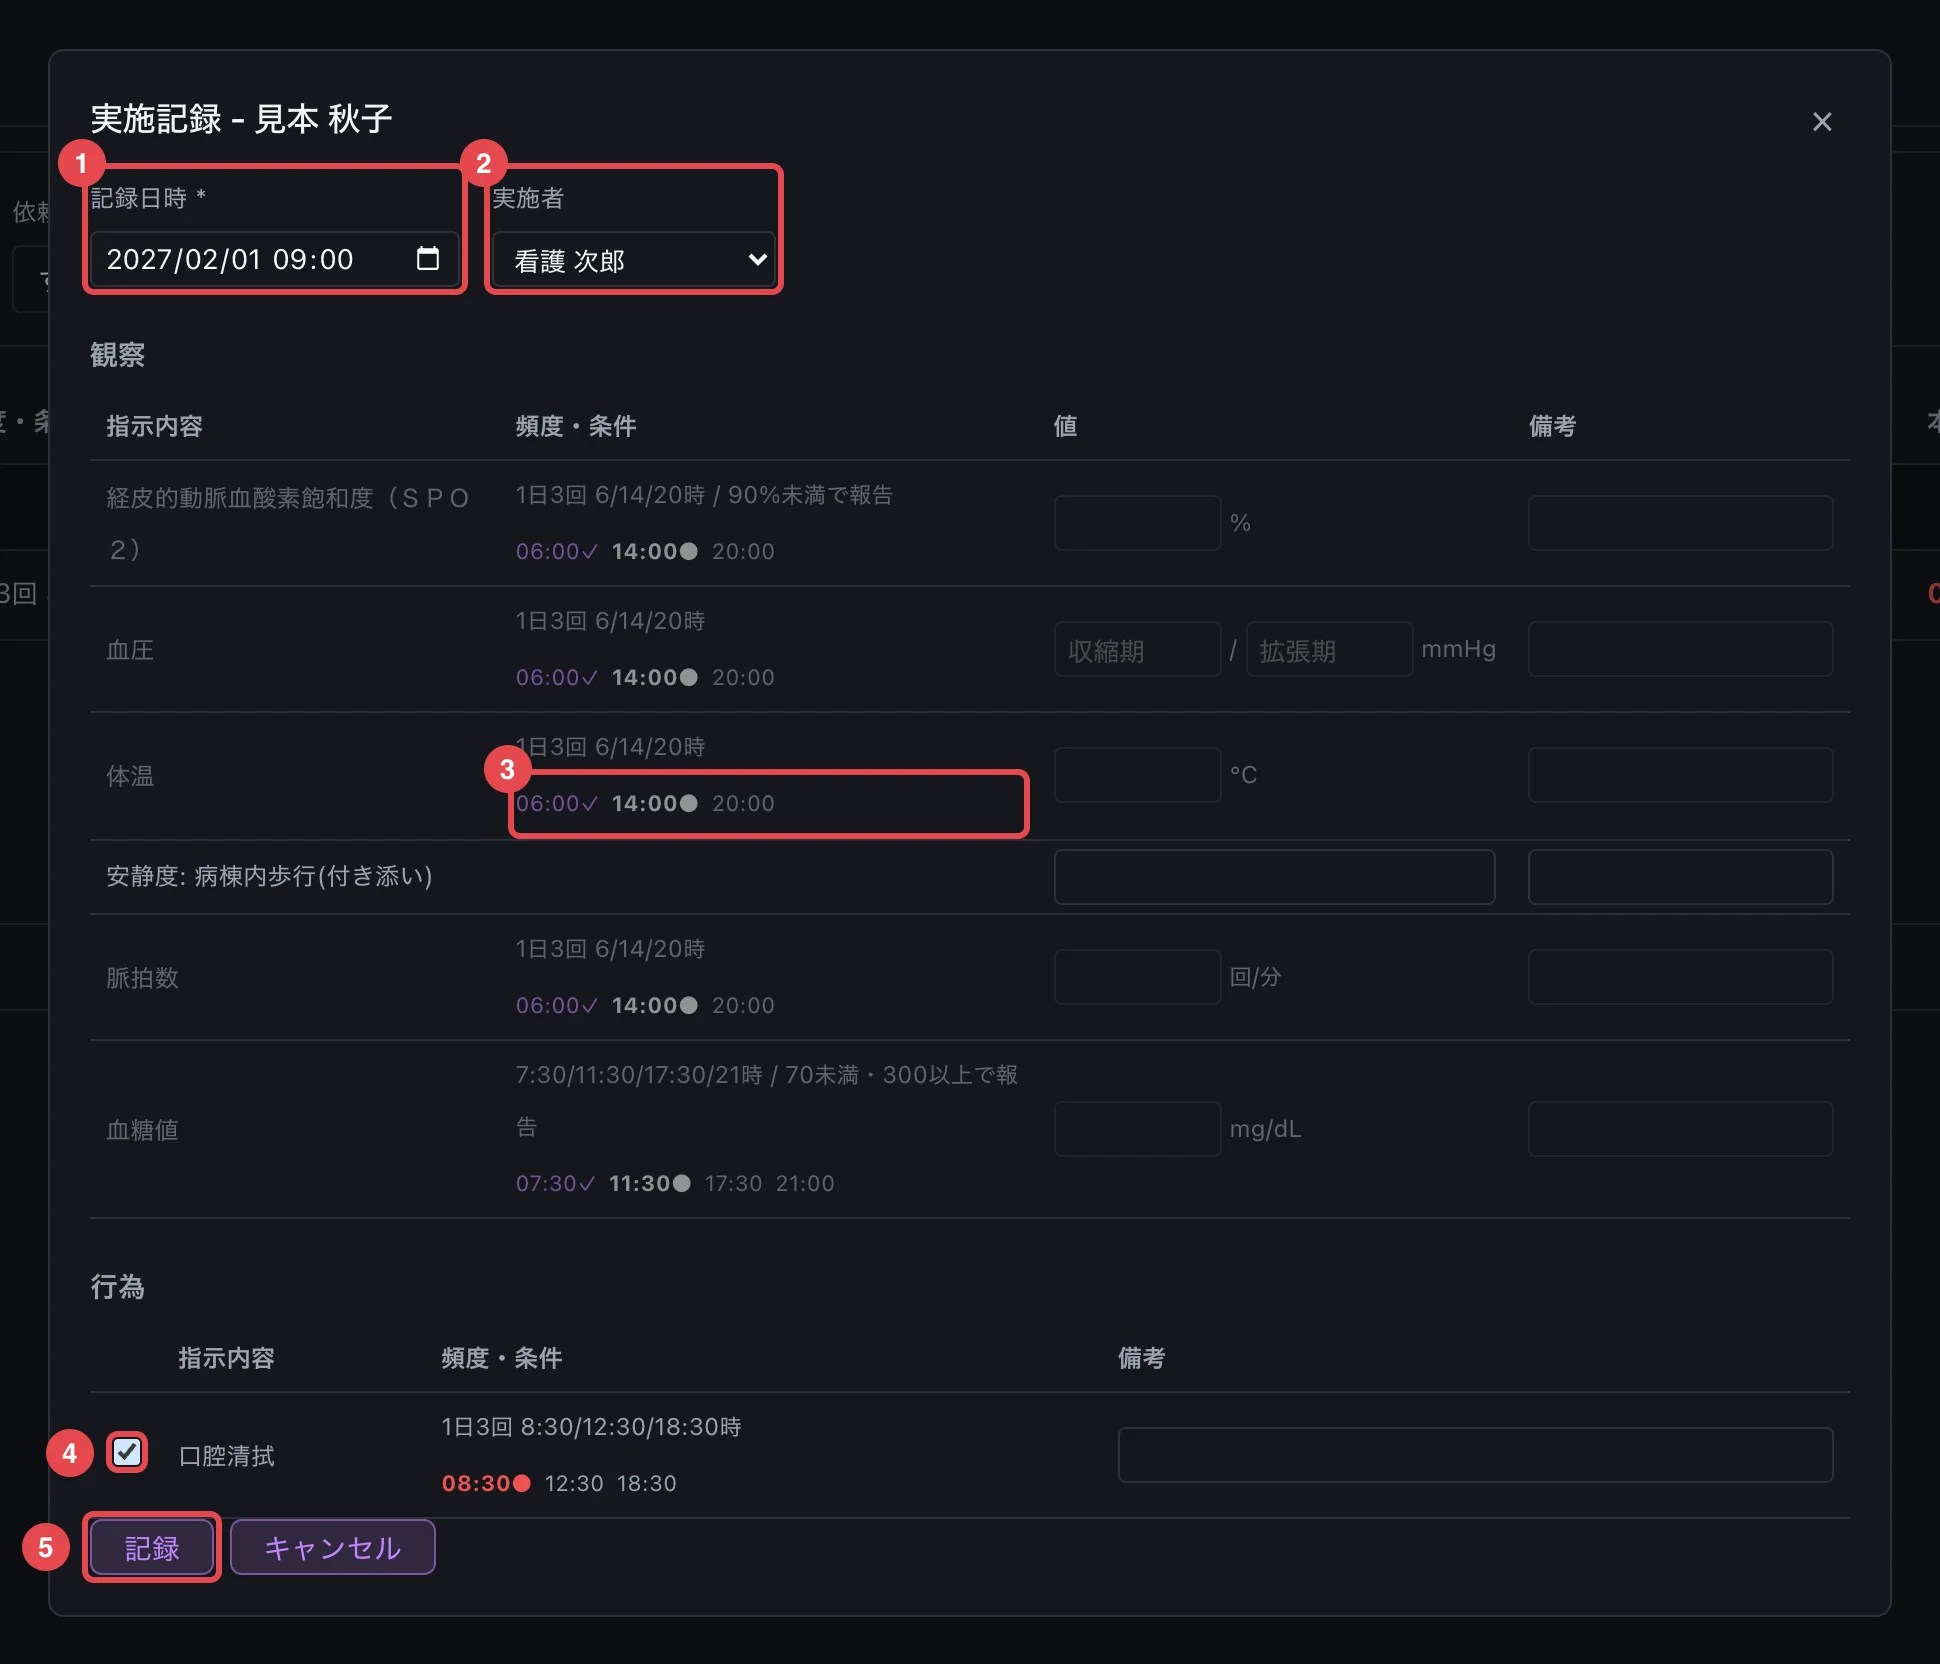 実施記録 - 見本 秋子
×
1
2
記録日時 *
実施者
依頼
2027/02/01 09:00
看護 次郎
観察
指示内容 頻度・条件 値 備考
度・条
経皮的動脈血酸素飽和度（ＳＰＯ
２）
1日3回 6/14/20時 / 90%未満で報告
06:00✓ 14:00● 20:00
%
3回
血圧
1日3回 6/14/20時
06:00✓ 14:00● 20:00
収縮期 / 拡張期 mmHg
体温
1日3回 6/14/20時
3
06:00✓ 14:00● 20:00
°C
安静度: 病棟内歩行(付き添い)
脈拍数
1日3回 6/14/20時
06:00✓ 14:00● 20:00
回/分
血糖値
7:30/11:30/17:30/21時 / 70未満・300以上で報
告
07:30✓ 11:30● 17:30 21:00
mg/dL
行為
指示内容 頻度・条件 備考
4
口腔清拭
1日3回 8:30/12:30/18:30時
08:30● 12:30 18:30
5
記録 キャンセル